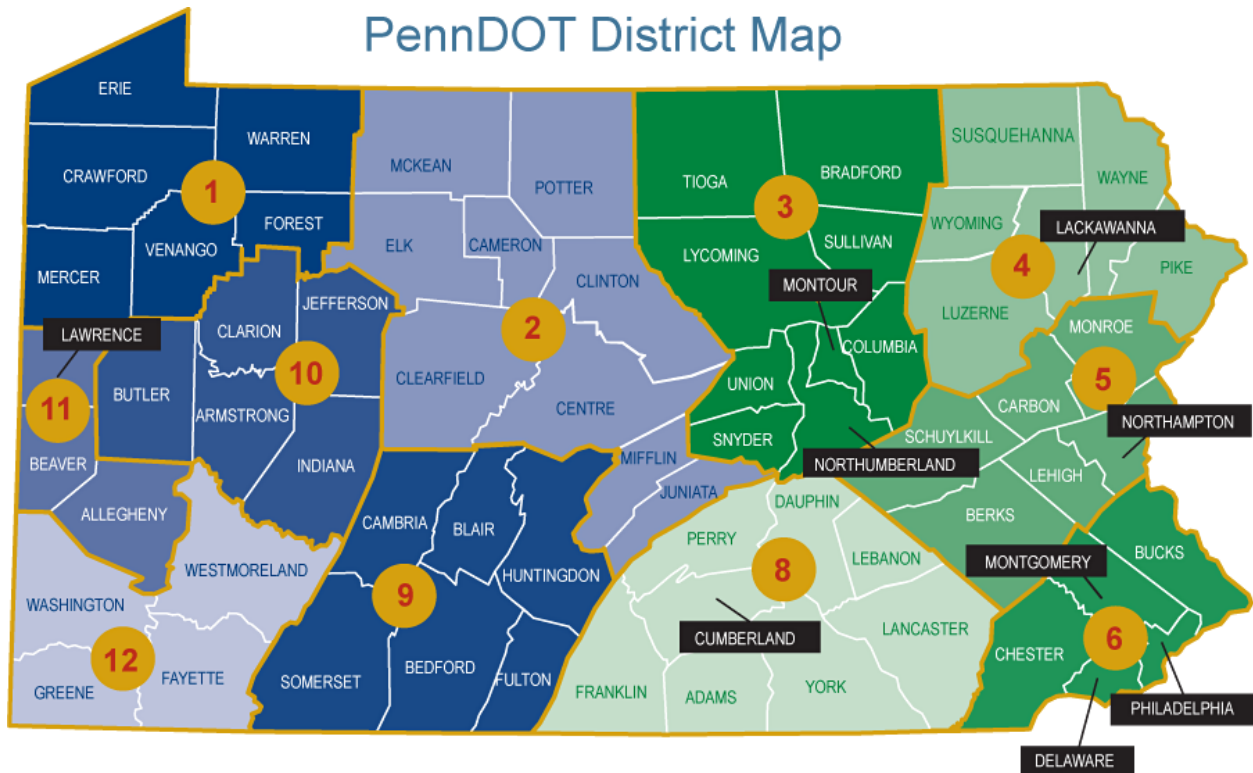 PennDOT District Map
ERIE
WARREN
CRAWFORD
1
FOREST
VENANGO
MERCER
MCKEAN
POTTER
ELK
CAMERON
CLINTON
2
CLEARFIELD
CENTRE
MIFFLIN
JUNIATA
TIOGA
BRADFORD
3
LYCOMING
SULLIVAN
MONTOUR
COLUMBIA
UNION
SNYDER
NORTHUMBERLAND
SUSQUEHANNA
WAYNE
WYOMING
LACKAWANNA
4
PIKE
LUZERNE
MONROE
5
CARBON
NORTHAMPTON
SCHUYLKILL
LEHIGH
BERKS
LAWRENCE
11
BEAVER
ALLEGHENY
JEFFERSON
CLARION
10
BUTLER
ARMSTRONG
INDIANA
WESTMORELAND
WASHINGTON
12
FAYETTE
GREENE
CAMBRIA
BLAIR
HUNTINGDON
9
BEDFORD
SOMERSET
FULTON
DAUPHIN
PERRY
LEBANON
8
CUMBERLAND
LANCASTER
FRANKLIN
ADAMS
YORK
BUCKS
MONTGOMERY
6
CHESTER
PHILADELPHIA
DELAWARE